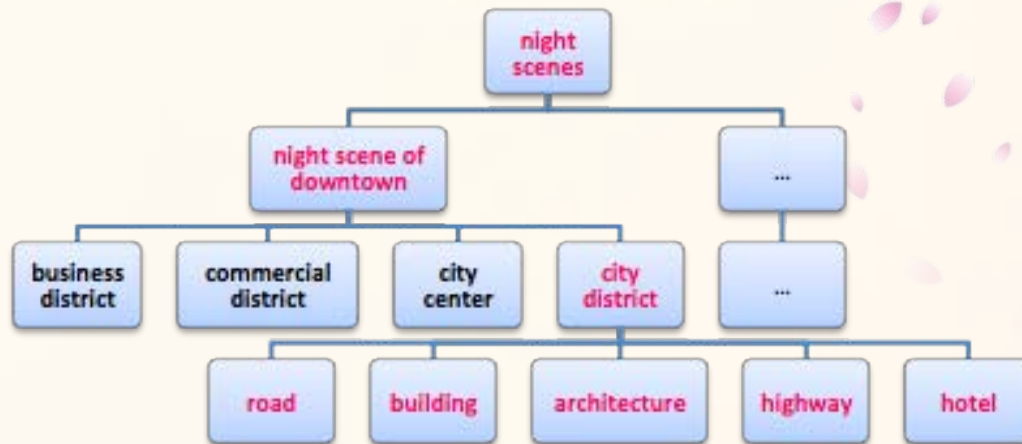 night
scenes
night scene of
downtown
...
business
district
commercial
district
city
center
city
district
...
road
building
architecture
highway
hotel